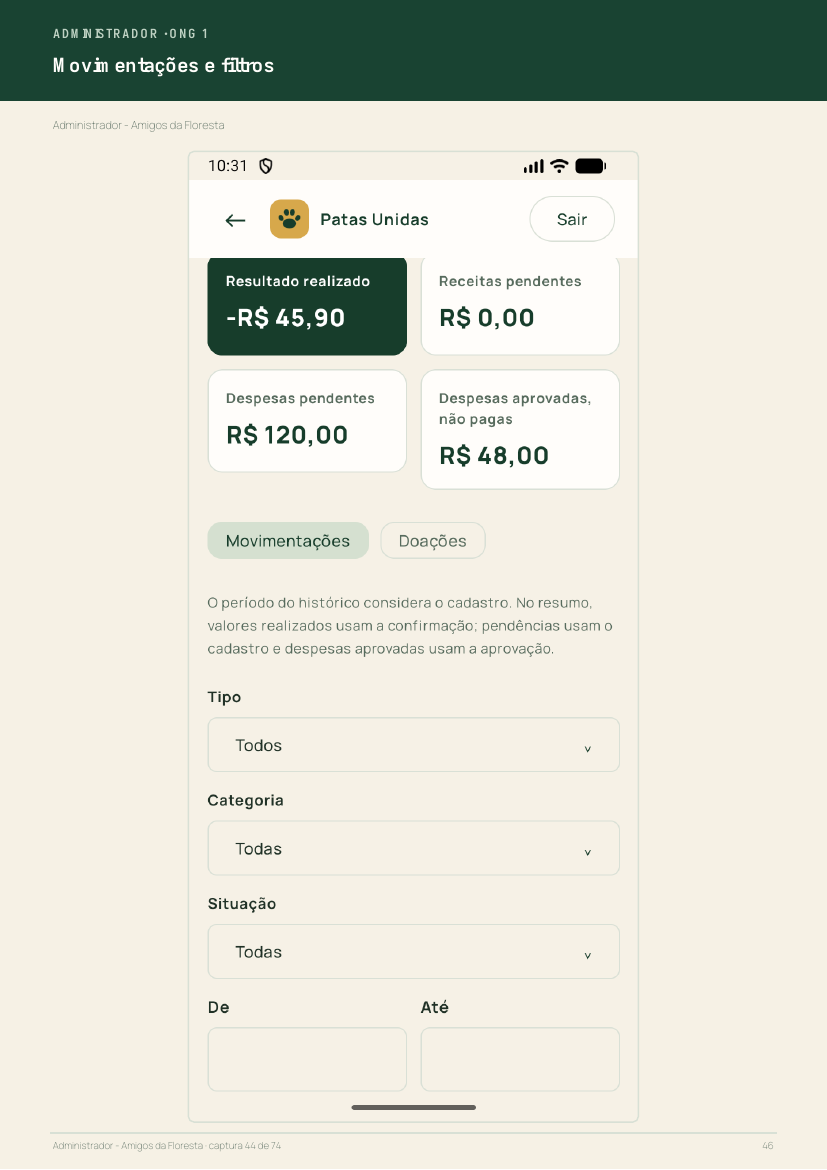 ADMINISTRADOR · ONG 1
Movimentações e filtros
Administrador - Amigos da Floresta
10:31
Patas Unidas
Sair
Resultado realizado
-R$ 45,90
Receitas pendentes
R$ 0,00
Despesas pendentes
R$ 120,00
Despesas aprovadas,
não pagas
R$ 48,00
Movimentações
Doações
O período do histórico considera o cadastro. No resumo,
valores realizados usam a confirmação; pendências usam o
cadastro e despesas aprovadas usam a aprovação.
Tipo
Todos
Categoria
Todas
Situação
Todas
De
Até
Administrador - Amigos da Floresta · captura 44 de 74
46